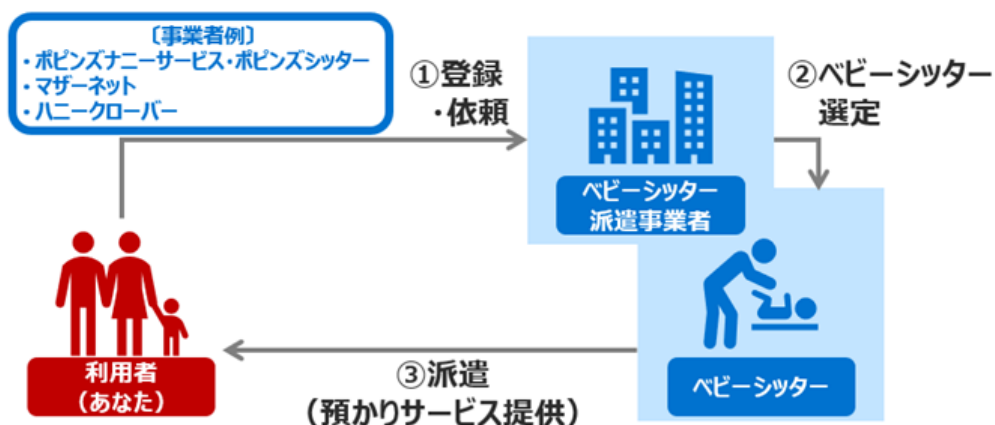 〔事業者例〕
・ポピンズナニーサービス・ポピンズシッター
・マザーネット
・ハニークローバー
①登録
・依頼
②ベビーシッター
選定
ベビーシッター
派遣事業者
利用者
（あなた）
③派遣
（預かりサービス提供）
ベビーシッター